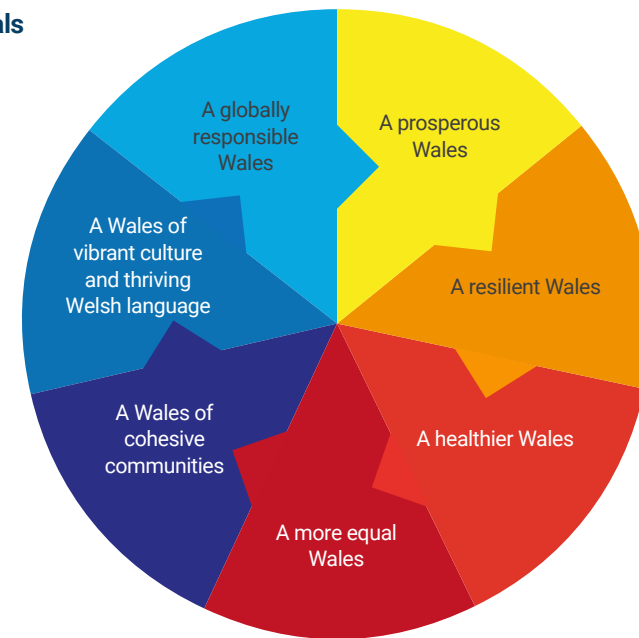 als
A globally
responsible
Wales
A prosperous
Wales
A resilient Wales
A healthier Wales
A more equal
Wales
A Wales of
cohesive
communities
A Wales of
vibrant culture
and thriving
Welsh language